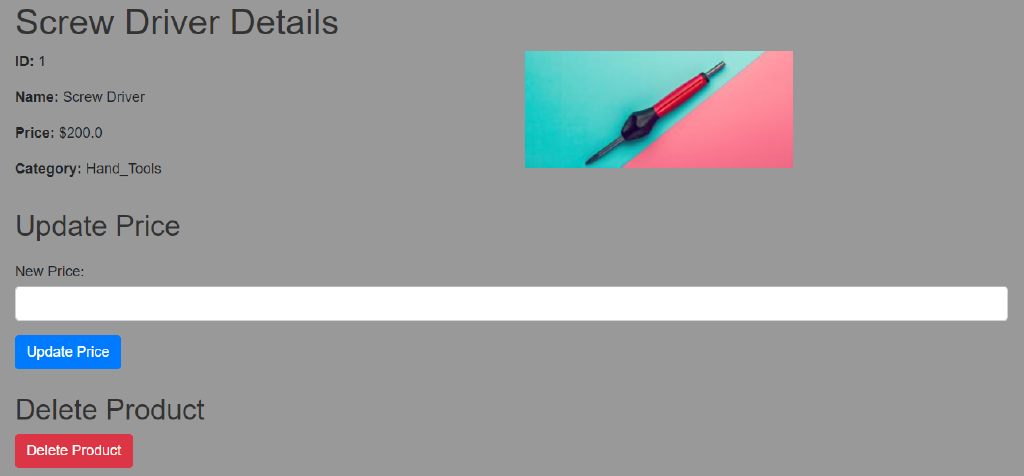 Screw Driver Details
ID: 1
Name: Screw Driver
Price: $200.0
Category: Hand_Tools
Update Price
New Price:
Update Price
Delete Product
Delete Product